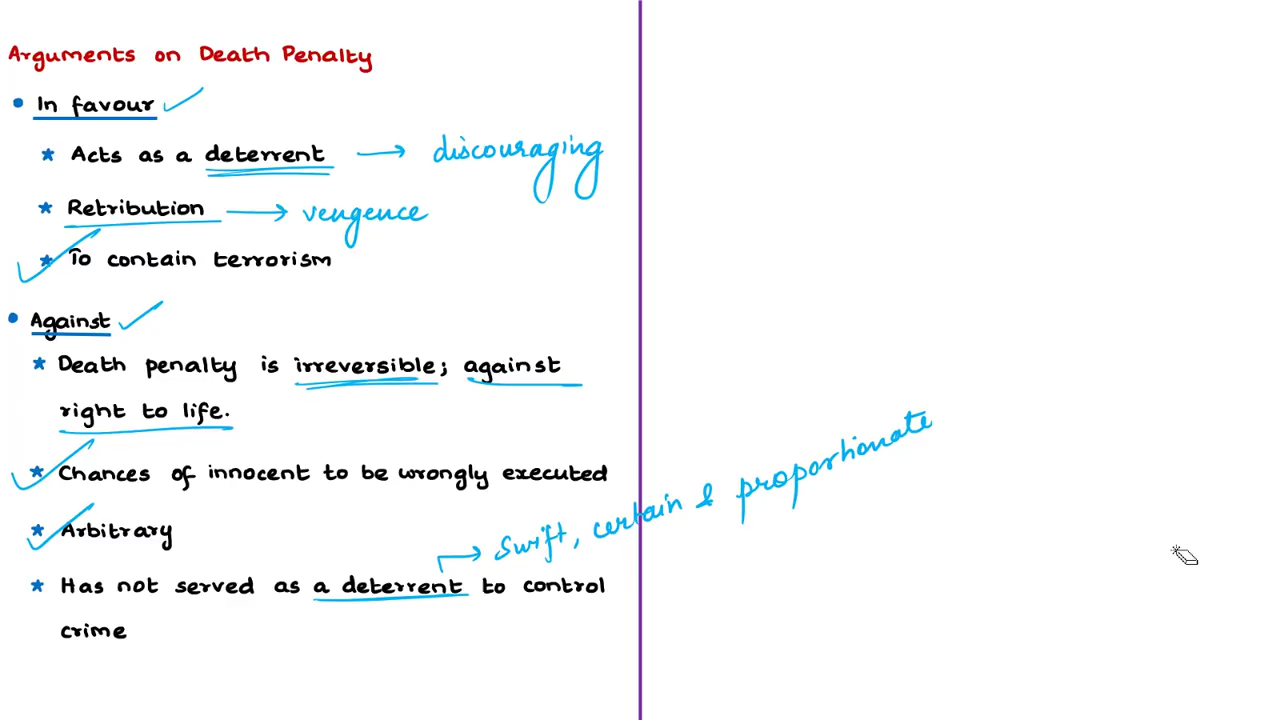 Arguments on Death Penalty
• In favour
* Acts as a deterrent → discouraging
* Retribution → vengence
* To contain terrorism
• Against
* Death penalty is irreversible; against
right to life.
* Chances of innocent to be wrongly executed
* Arbitrary
→ Swift, certain & proportionate
* Has not served as a deterrent to control
crime